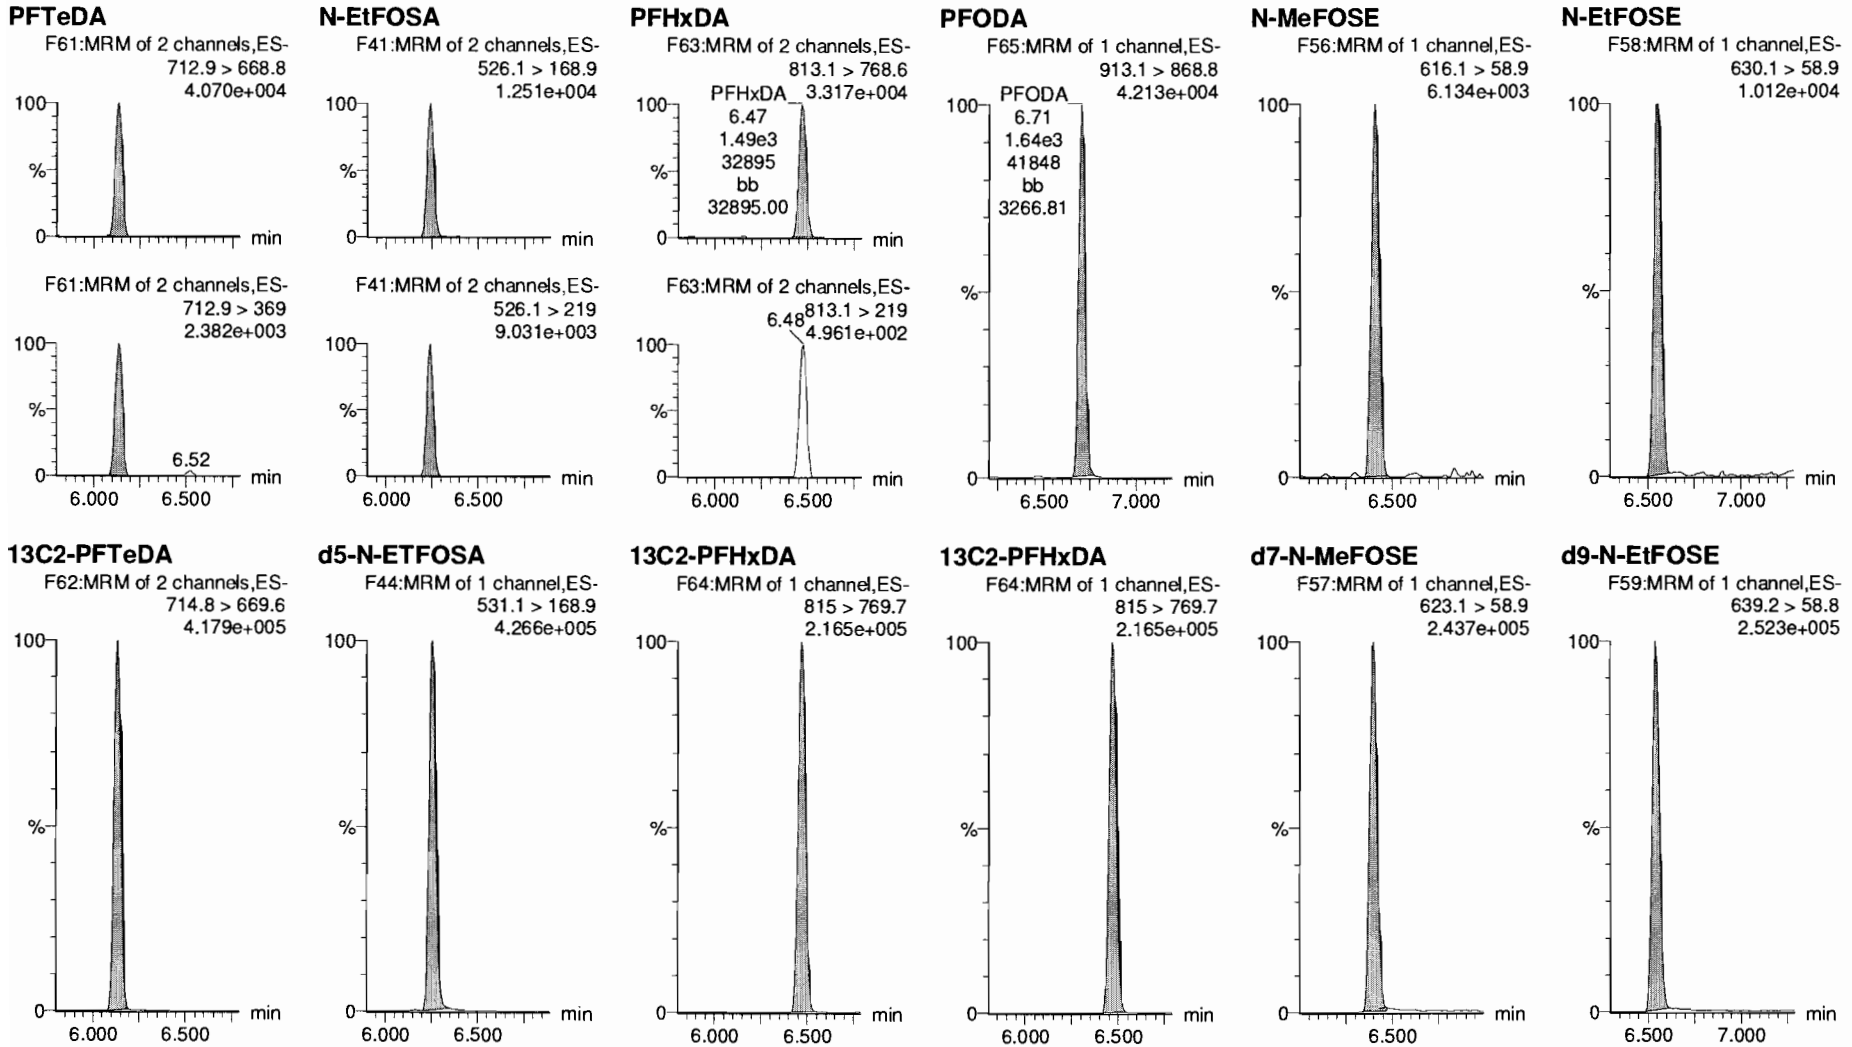 PFTeDA
F61:MRM of 2 channels,ES-
712.9 > 668.8
4.070e+004
100
%
0
min
F61:MRM of 2 channels,ES-
712.9 > 369
2.382e+003
100
%
6.52
0
min
6.000 6.500
N-EtFOSA
F41:MRM of 2 channels,ES-
526.1 > 168.9
1.251e+004
100
%
0
min
F41:MRM of 2 channels,ES-
526.1 > 219
9.031e+003
100
%
0
min
6.000 6.500
PFHxDA
F63:MRM of 2 channels,ES-
813.1 > 768.6
3.317e+004
PFHxDA
6.47
1.49e3
32895
bb
32895.00
100
%
0
min
F63:MRM of 2 channels,ES-
813.1 > 219
4.961e+002
6.48
100
%
0
min
6.000 6.500
PFODA
F65:MRM of 1 channel,ES-
913.1 > 868.8
4.213e+004
PFODA
6.71
1.64e3
41848
bb
3266.81
100
%
0
min
6.500 7.000
N-MeFOSE
F56:MRM of 1 channel,ES-
616.1 > 58.9
6.134e+003
100
%
0
min
6.500
N-EtFOSE
F58:MRM of 1 channel,ES-
630.1 > 58.9
1.012e+004
100
%
0
min
6.500 7.000
13C2-PFTeDA
F62:MRM of 2 channels,ES-
714.8 > 669.6
4.179e+005
100
%
0
min
6.000 6.500
d5-N-ETFOSA
F44:MRM of 1 channel,ES-
531.1 > 168.9
4.266e+005
100
%
0
min
6.000 6.500
13C2-PFHxDA
F64:MRM of 1 channel,ES-
815 > 769.7
2.165e+005
100
%
0
min
6.000 6.500
13C2-PFHxDA
F64:MRM of 1 channel,ES-
815 > 769.7
2.165e+005
100
%
0
min
6.000 6.500
d7-N-MeFOSE
F57:MRM of 1 channel,ES-
623.1 > 58.9
2.437e+005
100
%
0
min
6.500
d9-N-EtFOSE
F59:MRM of 1 channel,ES-
639.2 > 58.8
2.523e+005
100
%
0
min
6.500 7.000